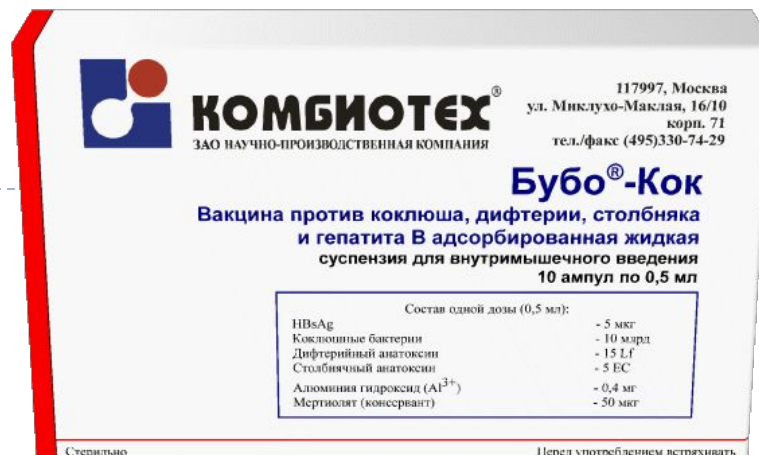 КОМБИОТЕХ®
ЗАО НАУЧНО-ПРОИЗВОДСТВЕННАЯ КОМПАНИЯ
117997, Москва
ул. Миклухо-Маклая, 16/10
корп. 71
тел./факс (495)330-74-29
Бубо®-Кок
Вакцина против коклюша, дифтерии, столбняка
и гепатита В адсорбированная жидкая
суспензия для внутримышечного введения
10 ампул по 0,5 мл
Состав одной дозы (0,5 мл):
HBsAg - 5 мкг
Коклюшные бактерии - 10 млрд
Дифтерийный анатоксин - 15 Lf
Столбнячный анатоксин - 5 ЕС
Алюминия гидроксид (Al³⁺) - 0,4 мг
Мертиолят (консервант) - 50 мкг
Стерильно Перед употреблением встряхивать